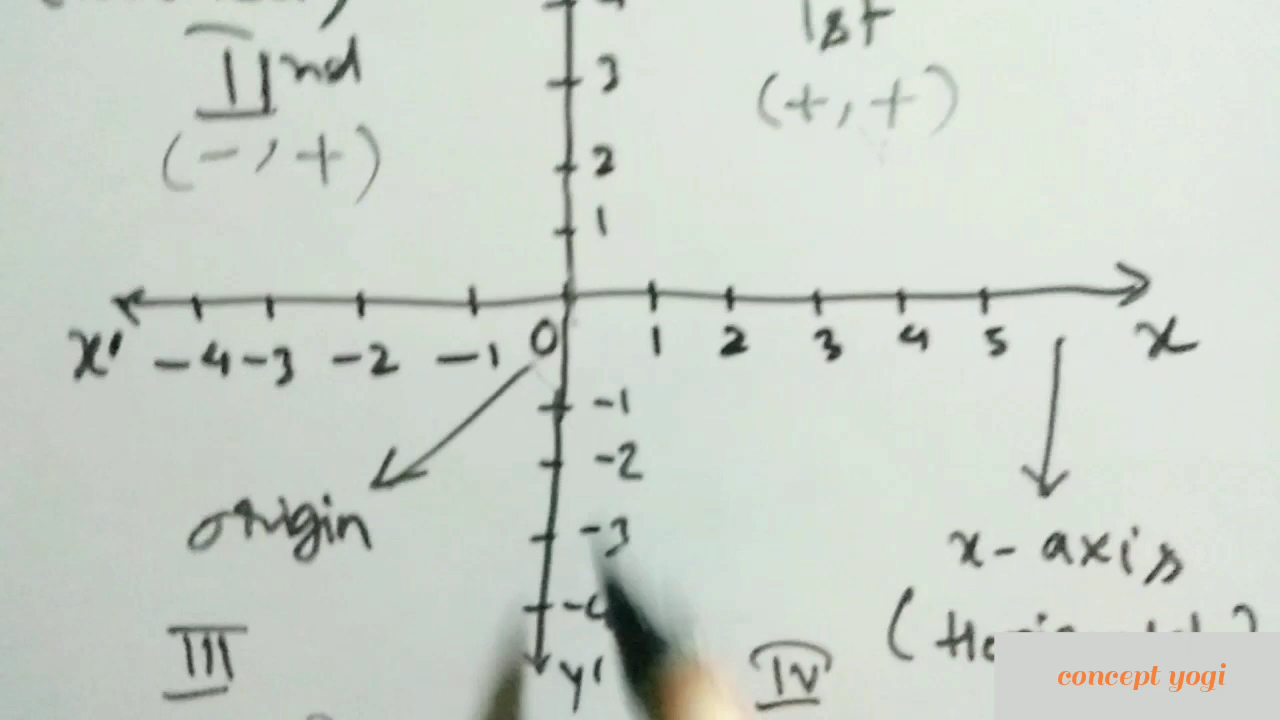 Ist
IInd
3
(+, +)
(-, +)
2
1
x' -4 -3 -2 -1 0 1 2 3 4 5 x
-1
-2
origin
-3
x-axis
III
y'
IV
concept yogi